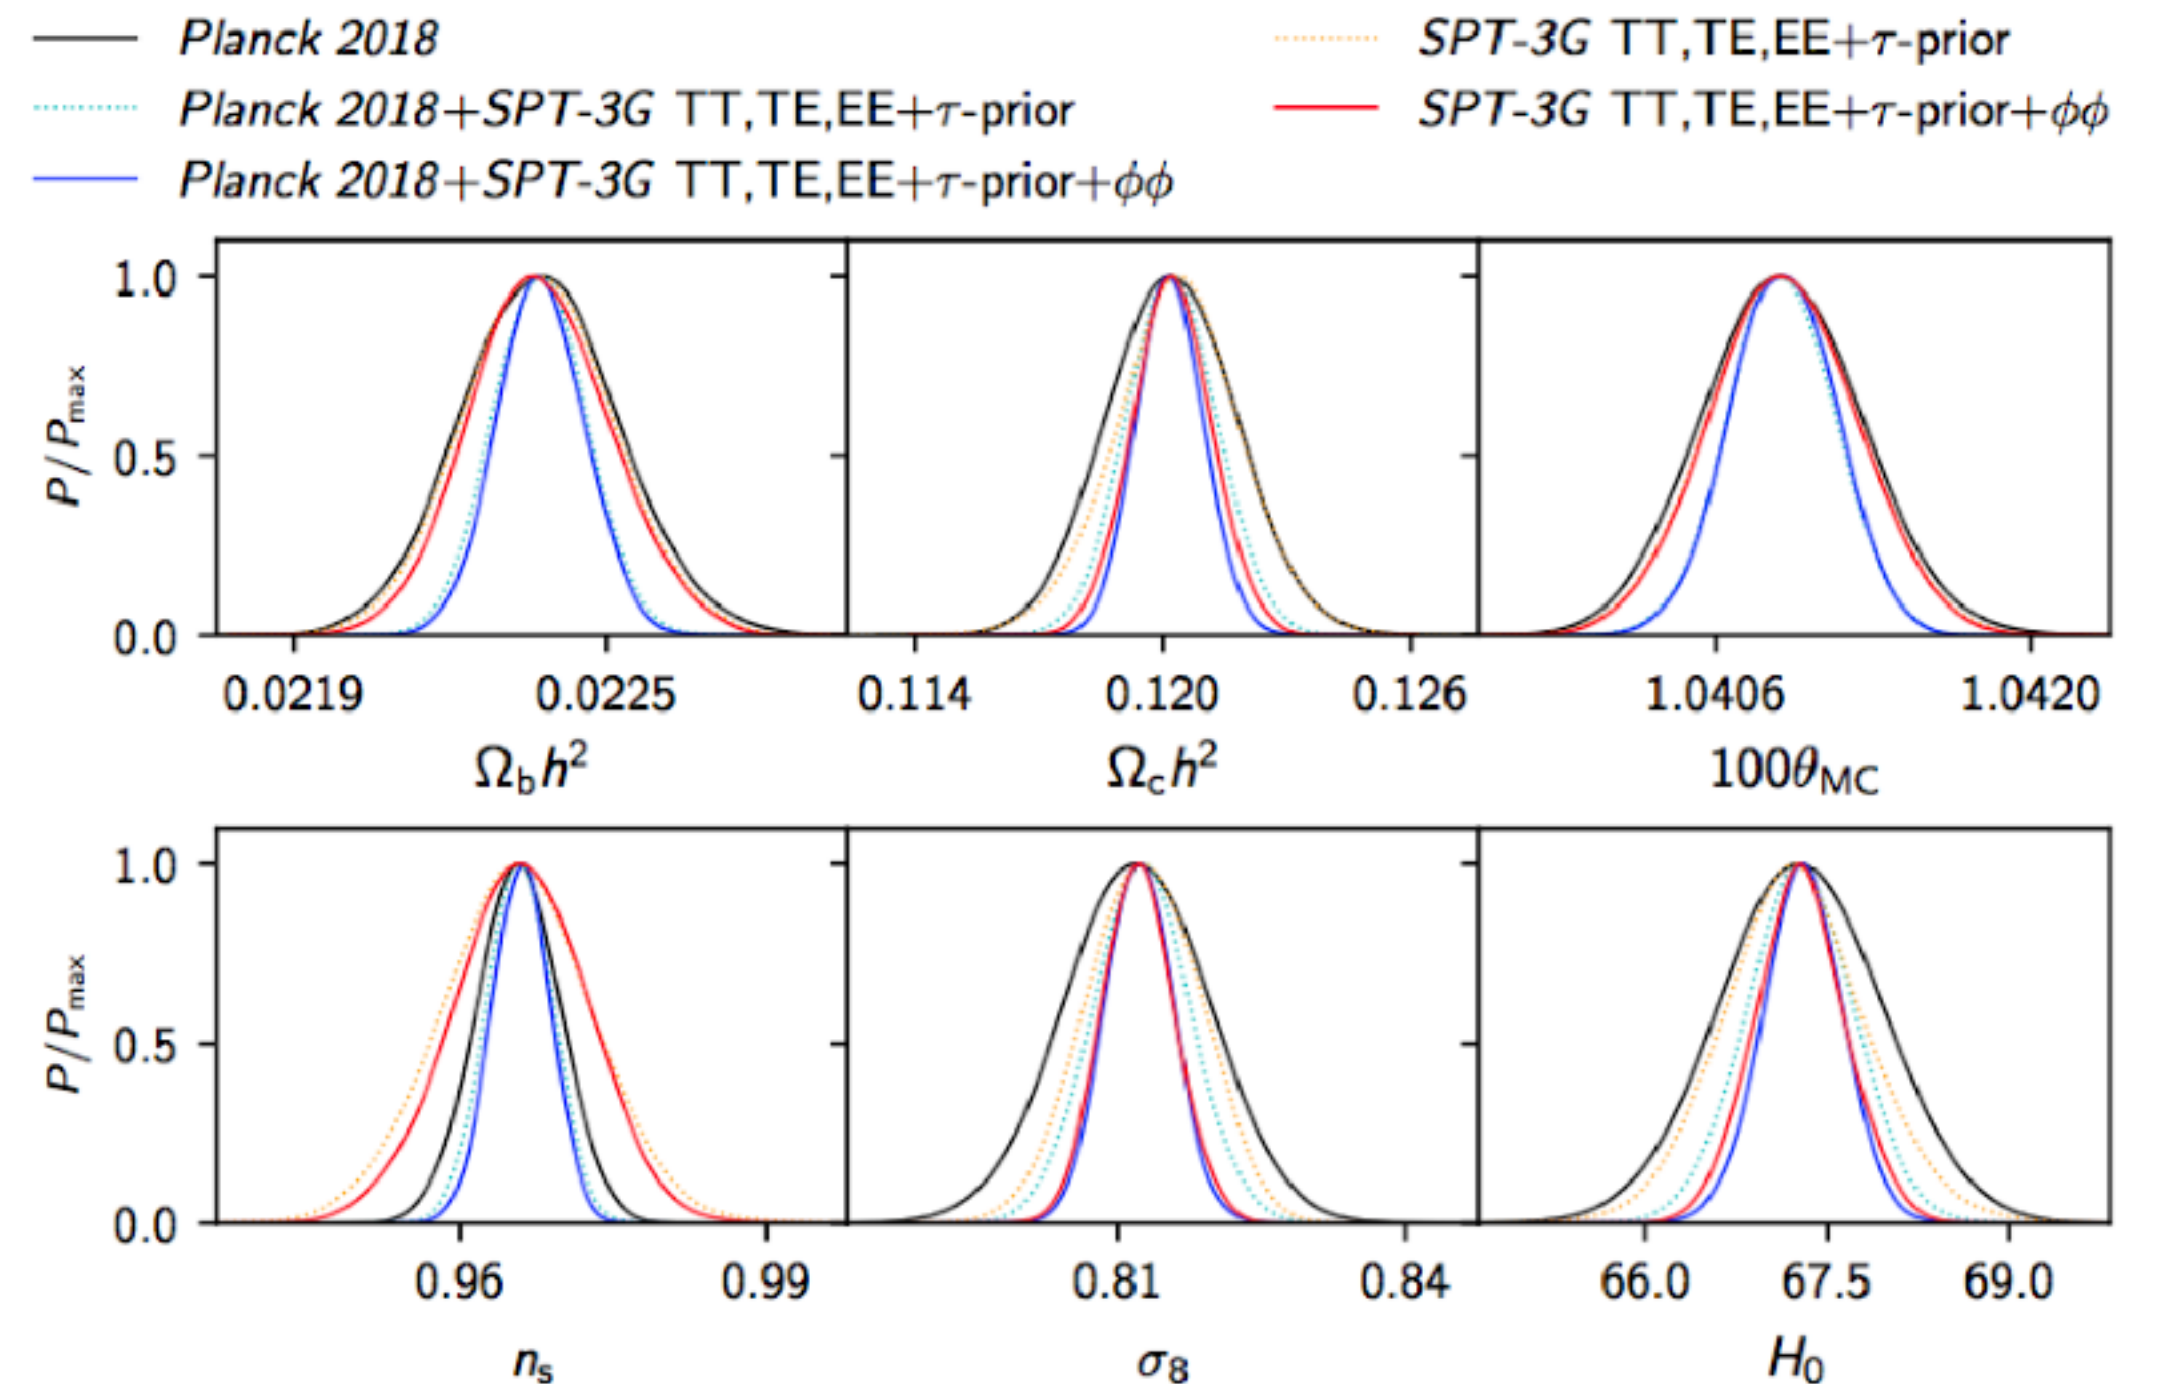 Planck 2018
SPT-3G TT,TE,EE+τ-prior
Planck 2018+SPT-3G TT,TE,EE+τ-prior
SPT-3G TT,TE,EE+τ-prior+ϕϕ
Planck 2018+SPT-3G TT,TE,EE+τ-prior+ϕϕ
1.0
0.5
0.0
P/P_max
0.0219 0.0225 0.114 0.120 0.126 1.0406 1.0420
Ω_b h² Ω_c h² 100θ_MC
1.0
0.5
0.0
P/P_max
0.96 0.99 0.81 0.84 66.0 67.5 69.0
n_s σ_8 H_0